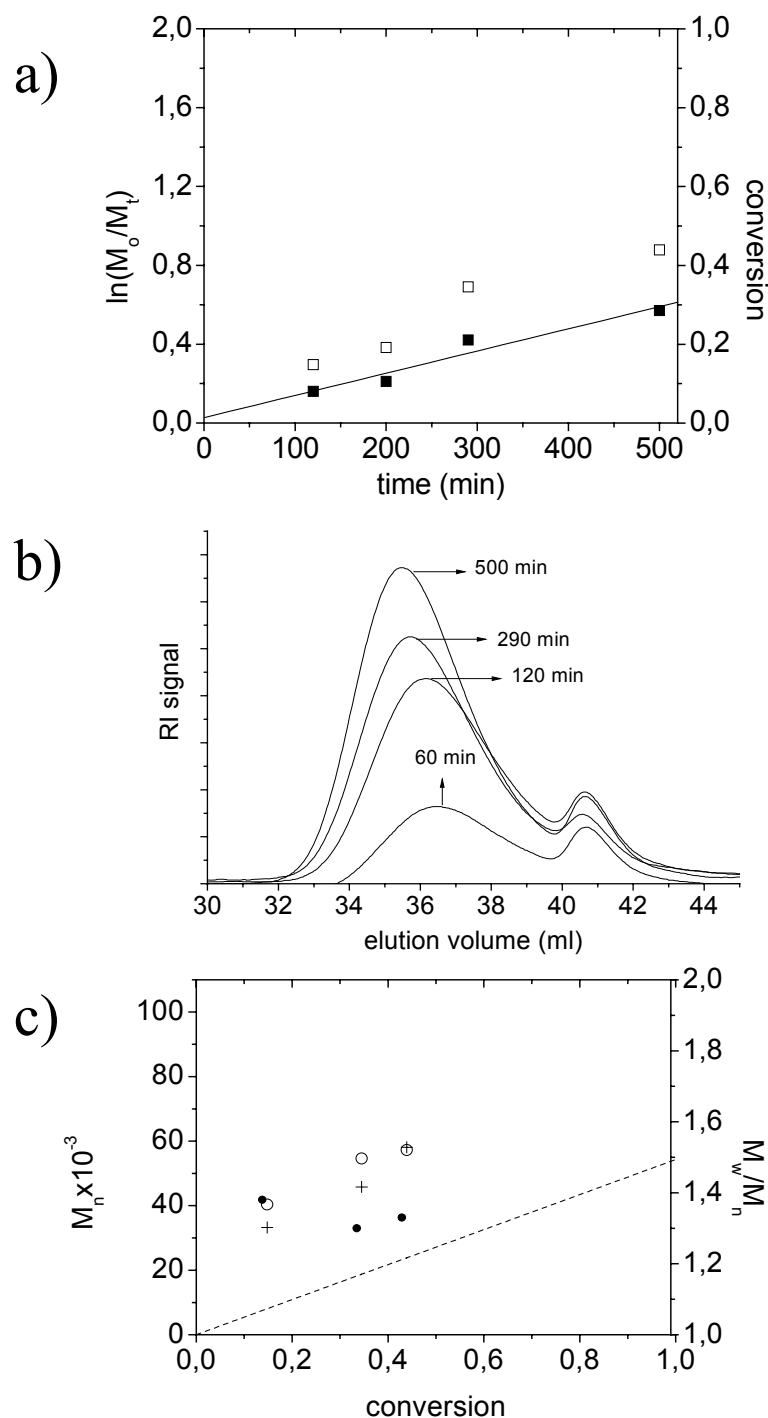 a)
2,0
1,6
1,2
0,8
0,4
0,0
ln(Mo/Mt)
1,0
0,8
0,6
0,4
0,2
0,0
conversion
0 100 200 300 400 500
time (min)
b)
500 min
290 min
120 min
60 min
RI signal
30 32 34 36 38 40 42 44
elution volume (ml)
c)
100
80
60
40
20
0
Mnx10-3
2,0
1,8
1,6
1,4
1,2
1,0
Mw/Mn
0,0 0,2 0,4 0,6 0,8 1,0
conversion